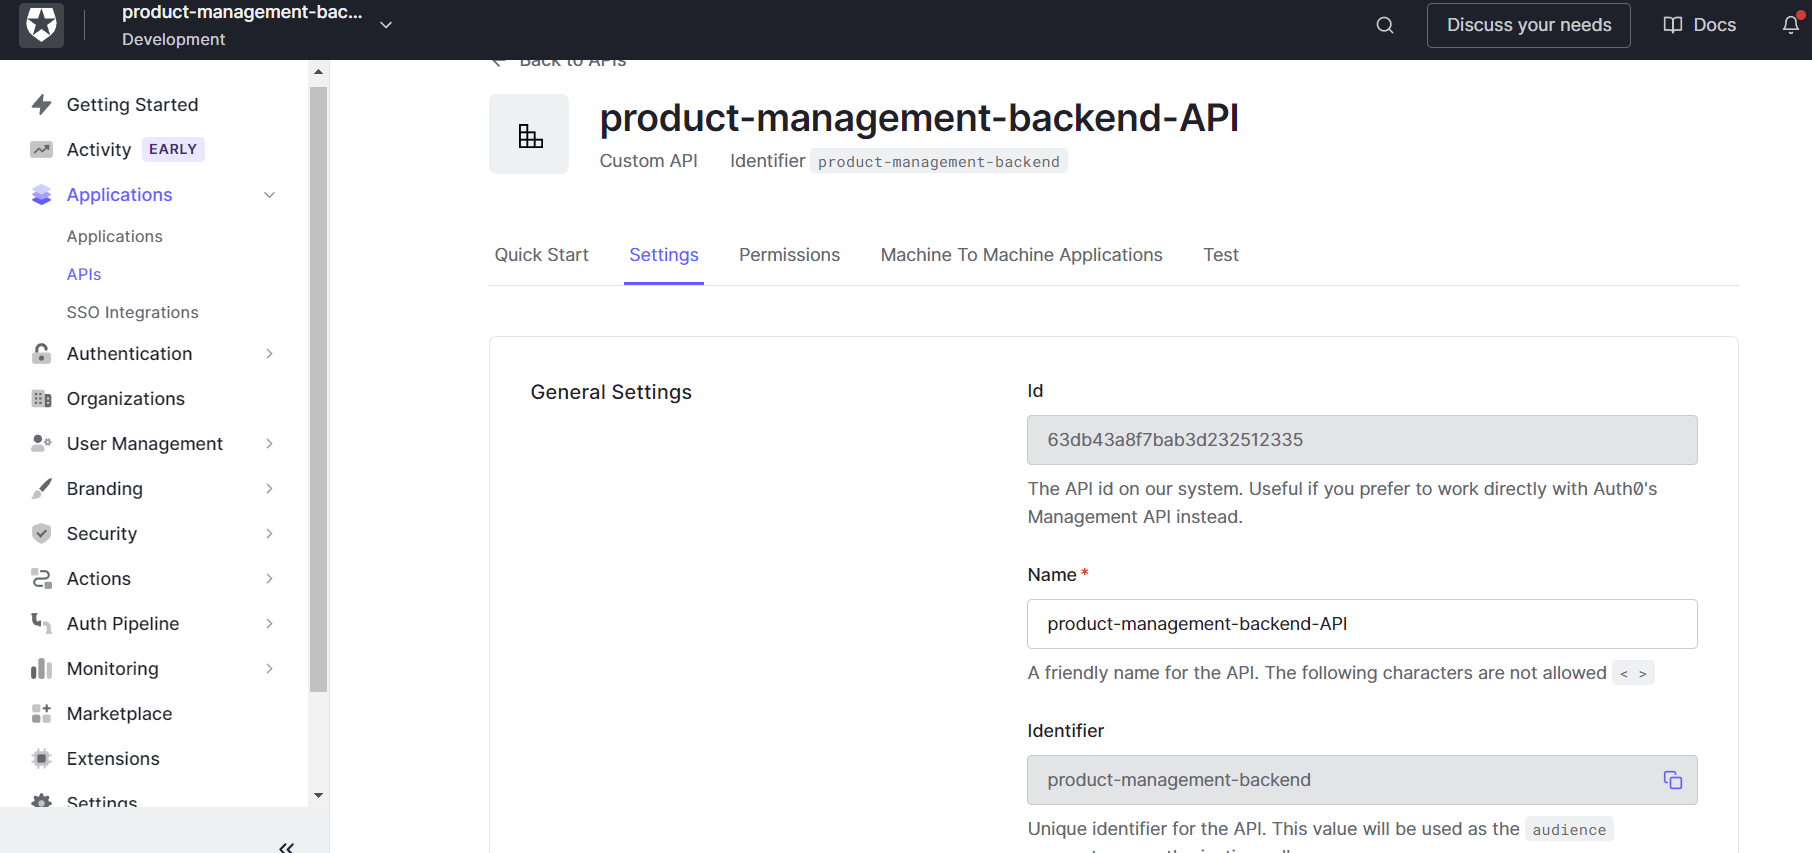 product-management-bac...
Development
Discuss your needs
Docs
Getting Started
Activity EARLY
Applications
Applications
APIs
SSO Integrations
Authentication
Organizations
User Management
Branding
Security
Actions
Auth Pipeline
Monitoring
Marketplace
Extensions
Settings
Back to APIs
product-management-backend-API
Custom API Identifier product-management-backend
Quick Start Settings Permissions Machine To Machine Applications Test
General Settings
Id
63db43a8f7bab3d232512335
The API id on our system. Useful if you prefer to work directly with Auth0's
Management API instead.
Name *
product-management-backend-API
A friendly name for the API. The following characters are not allowed < >
Identifier
product-management-backend
Unique identifier for the API. This value will be used as the audience